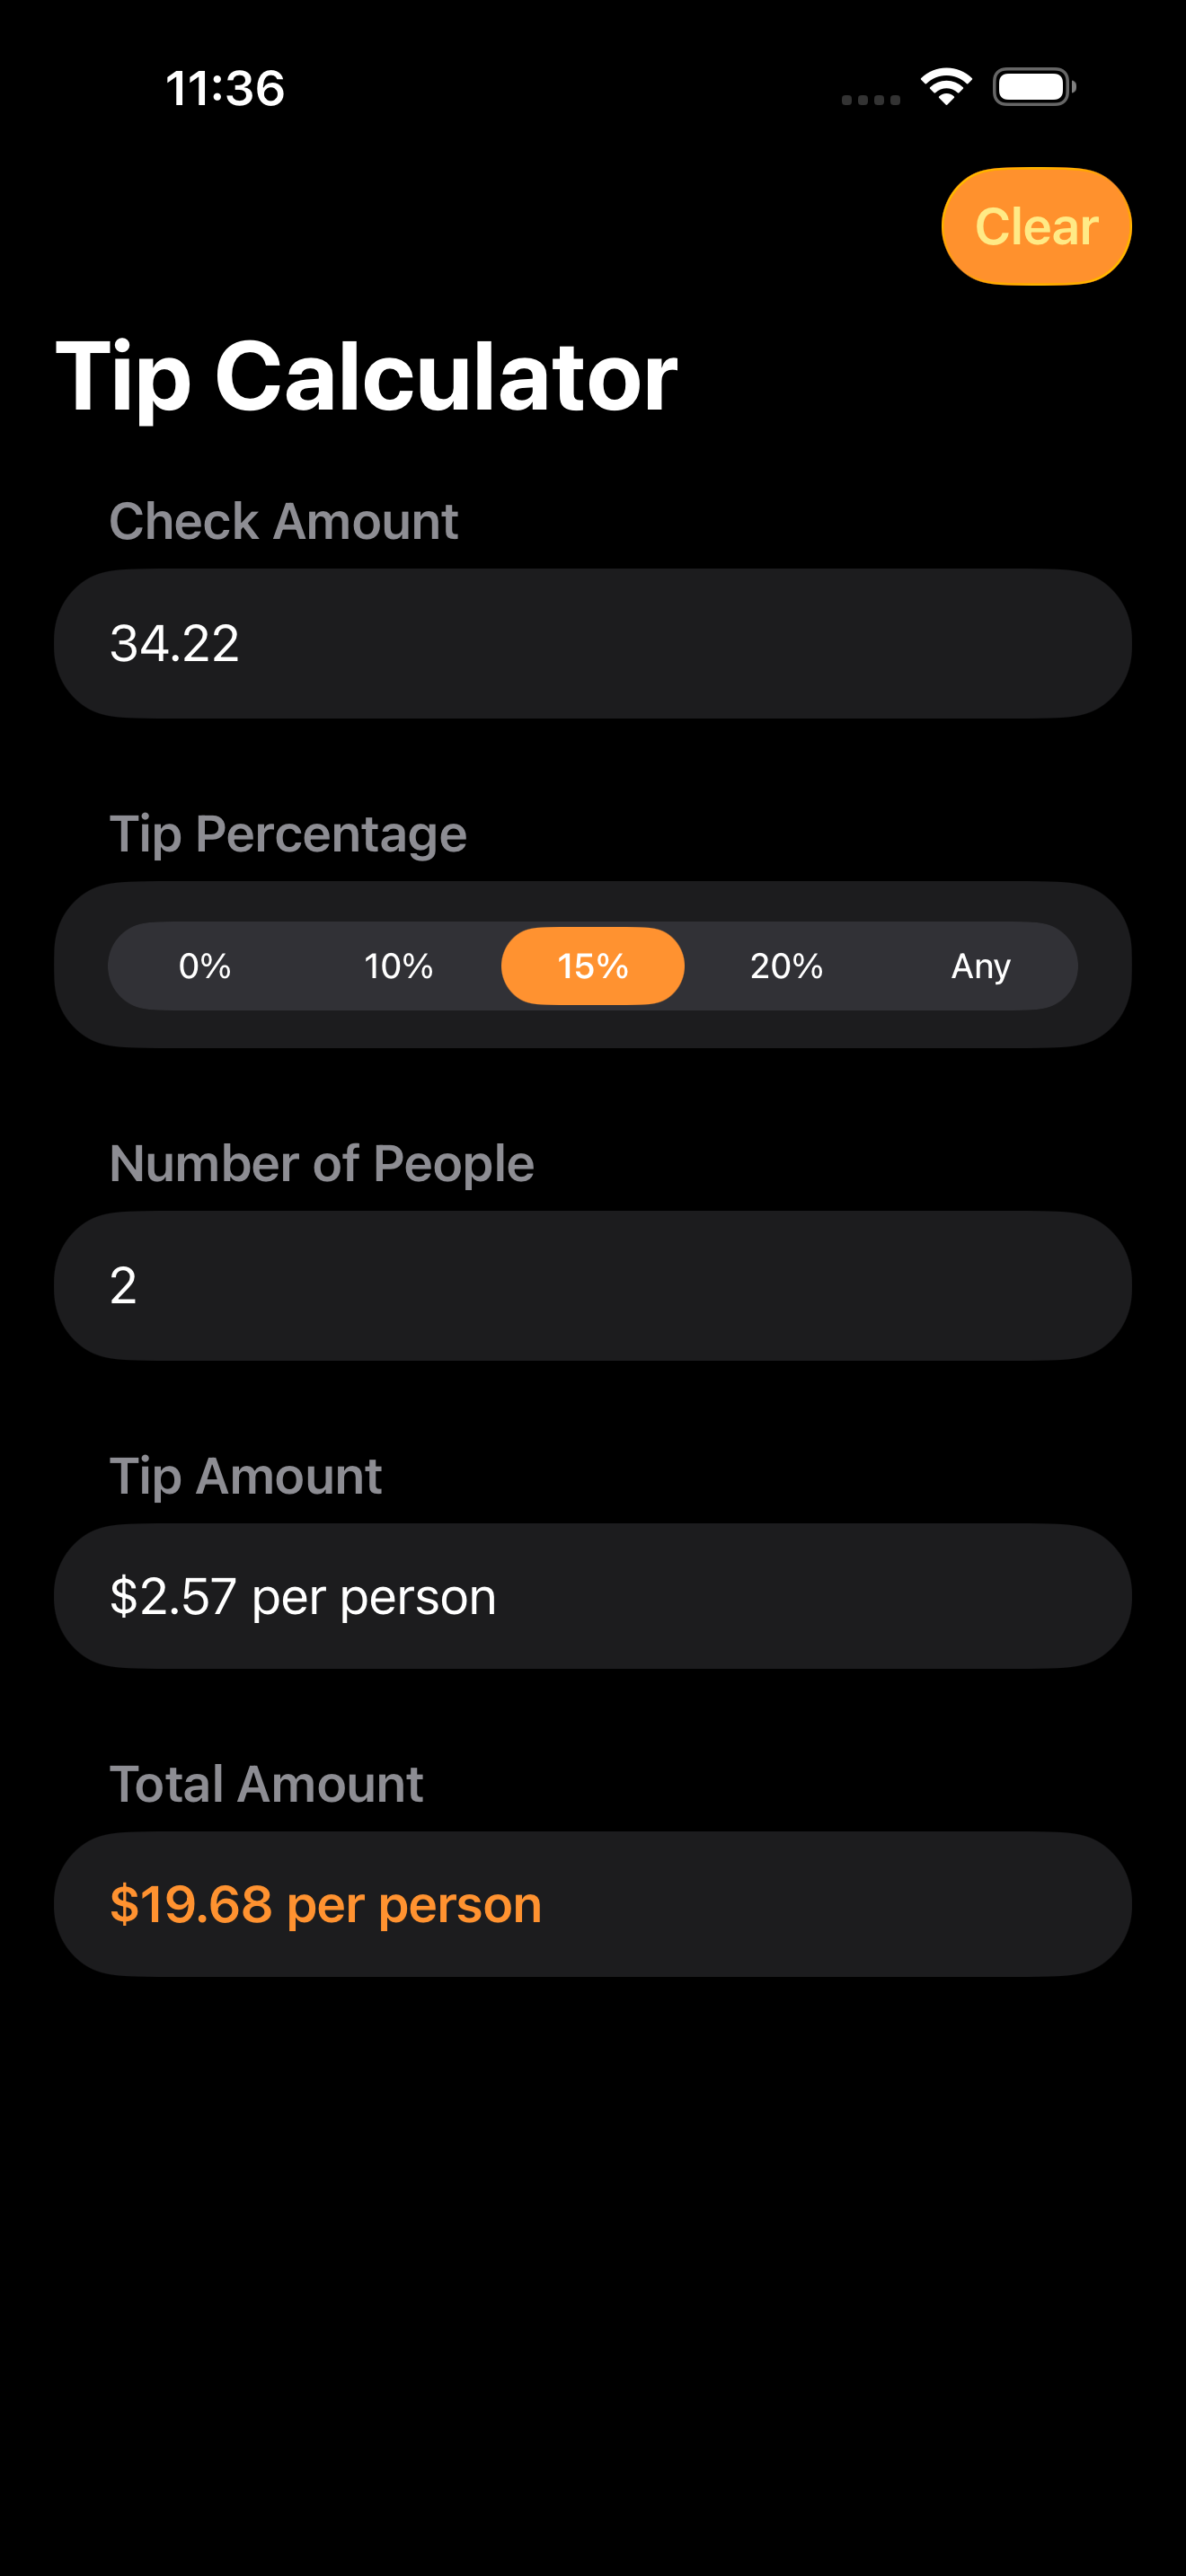 11:36
Clear
Tip Calculator
Check Amount
34.22
Tip Percentage
0% 10% 15% 20% Any
Number of People
2
Tip Amount
$2.57 per person
Total Amount
$19.68 per person